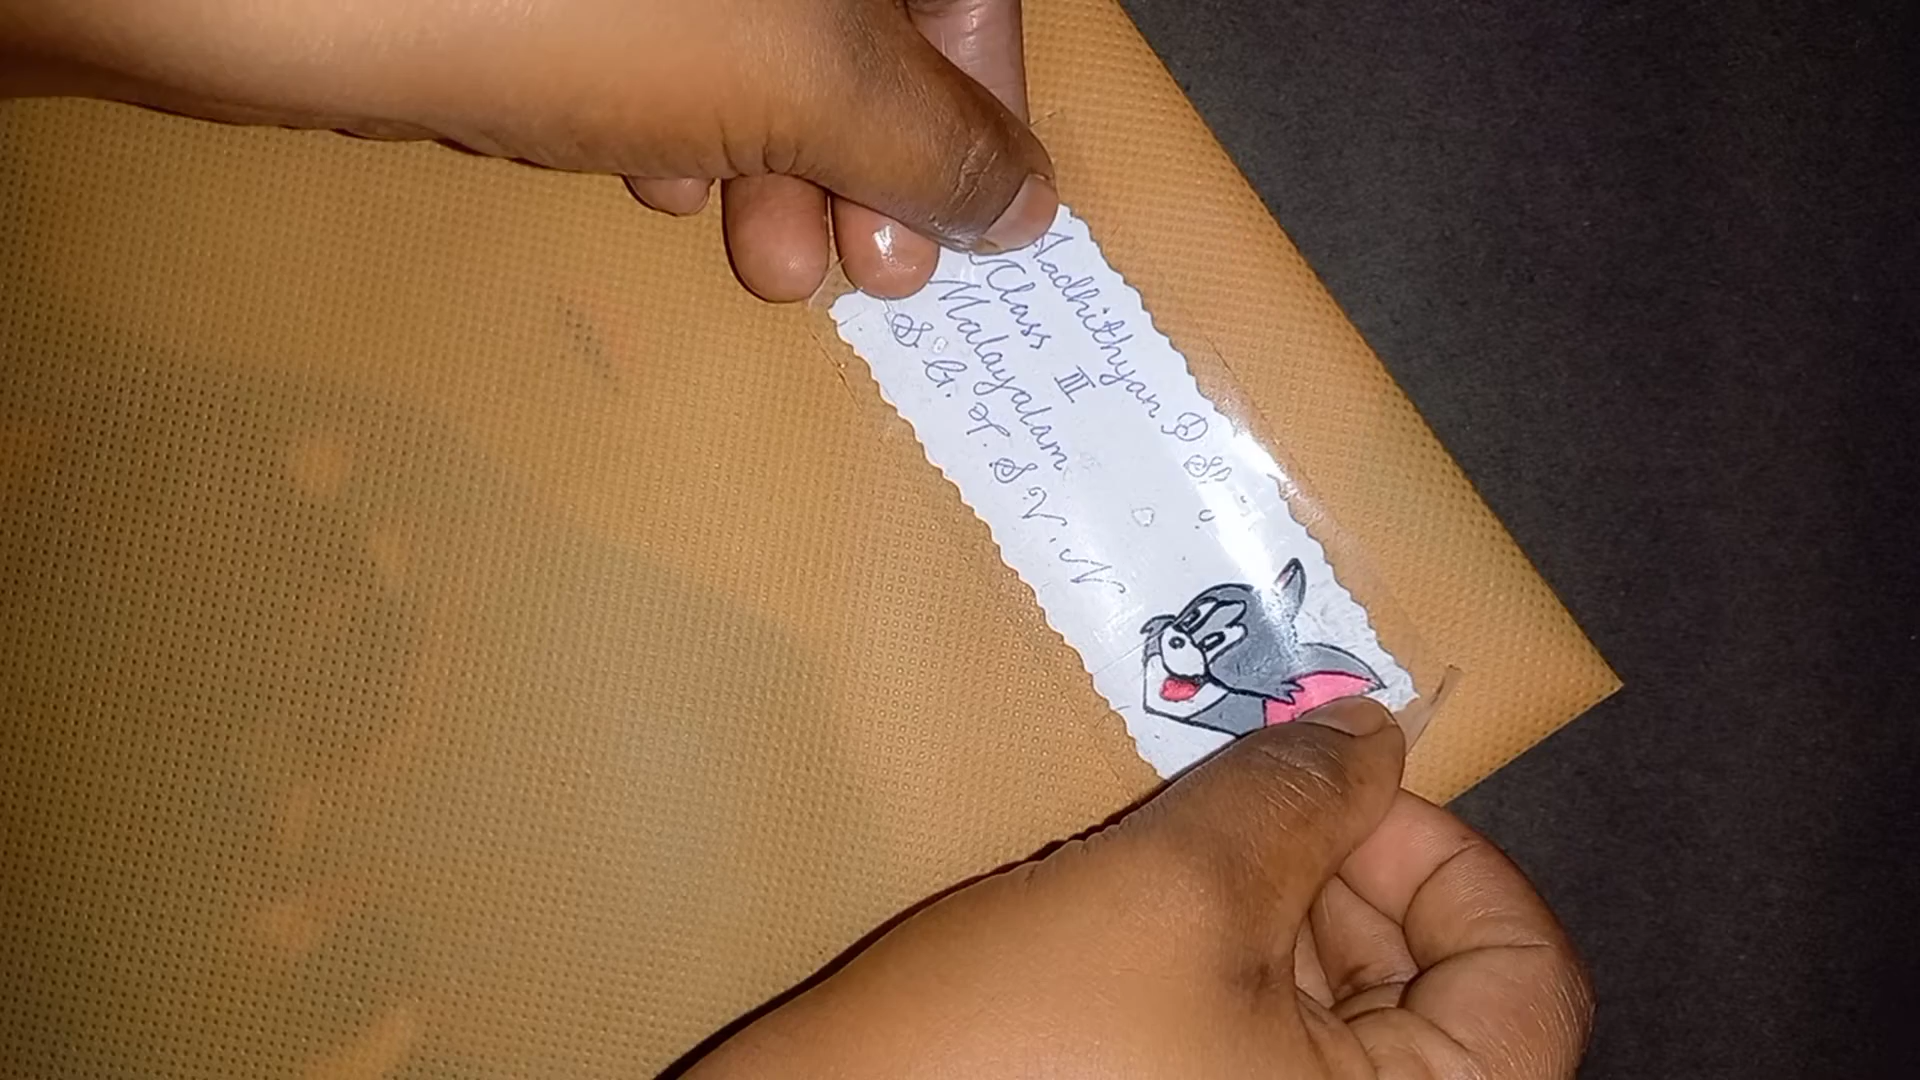 Aadhithyan D
Class III
Malayalam
S. G. T. S. V. N